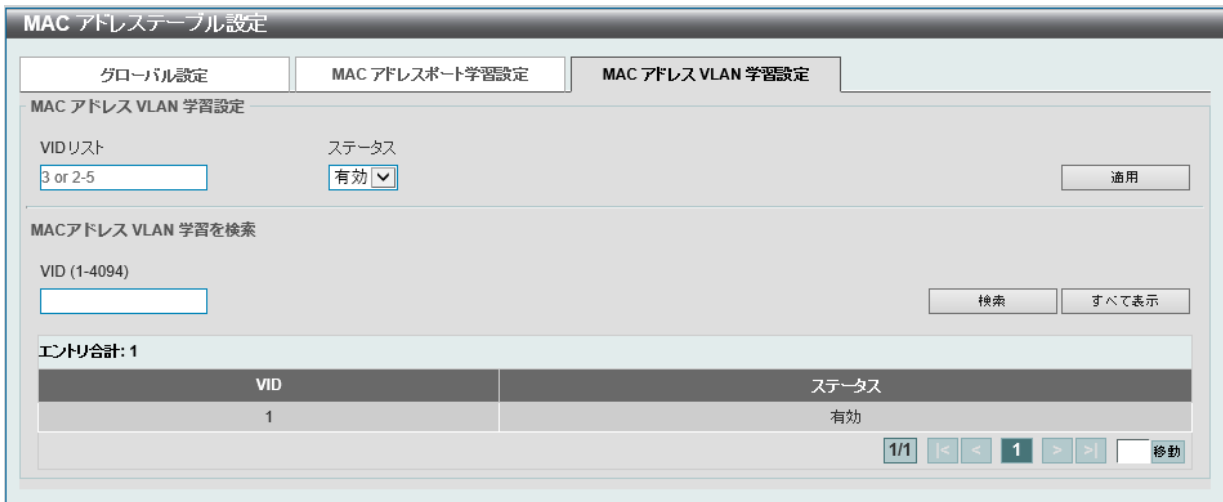 MAC アドレステーブル設定
グローバル設定 MAC アドレスポート学習設定 MAC アドレス VLAN 学習設定
MAC アドレス VLAN 学習設定
VIDリスト ステータス
3 or 2-5 有効 適用
MACアドレス VLAN 学習を検索
VID (1-4094)
検索 すべて表示
エントリ合計: 1
VID ステータス
1 有効
1/1 |< < 1 > >| 移動